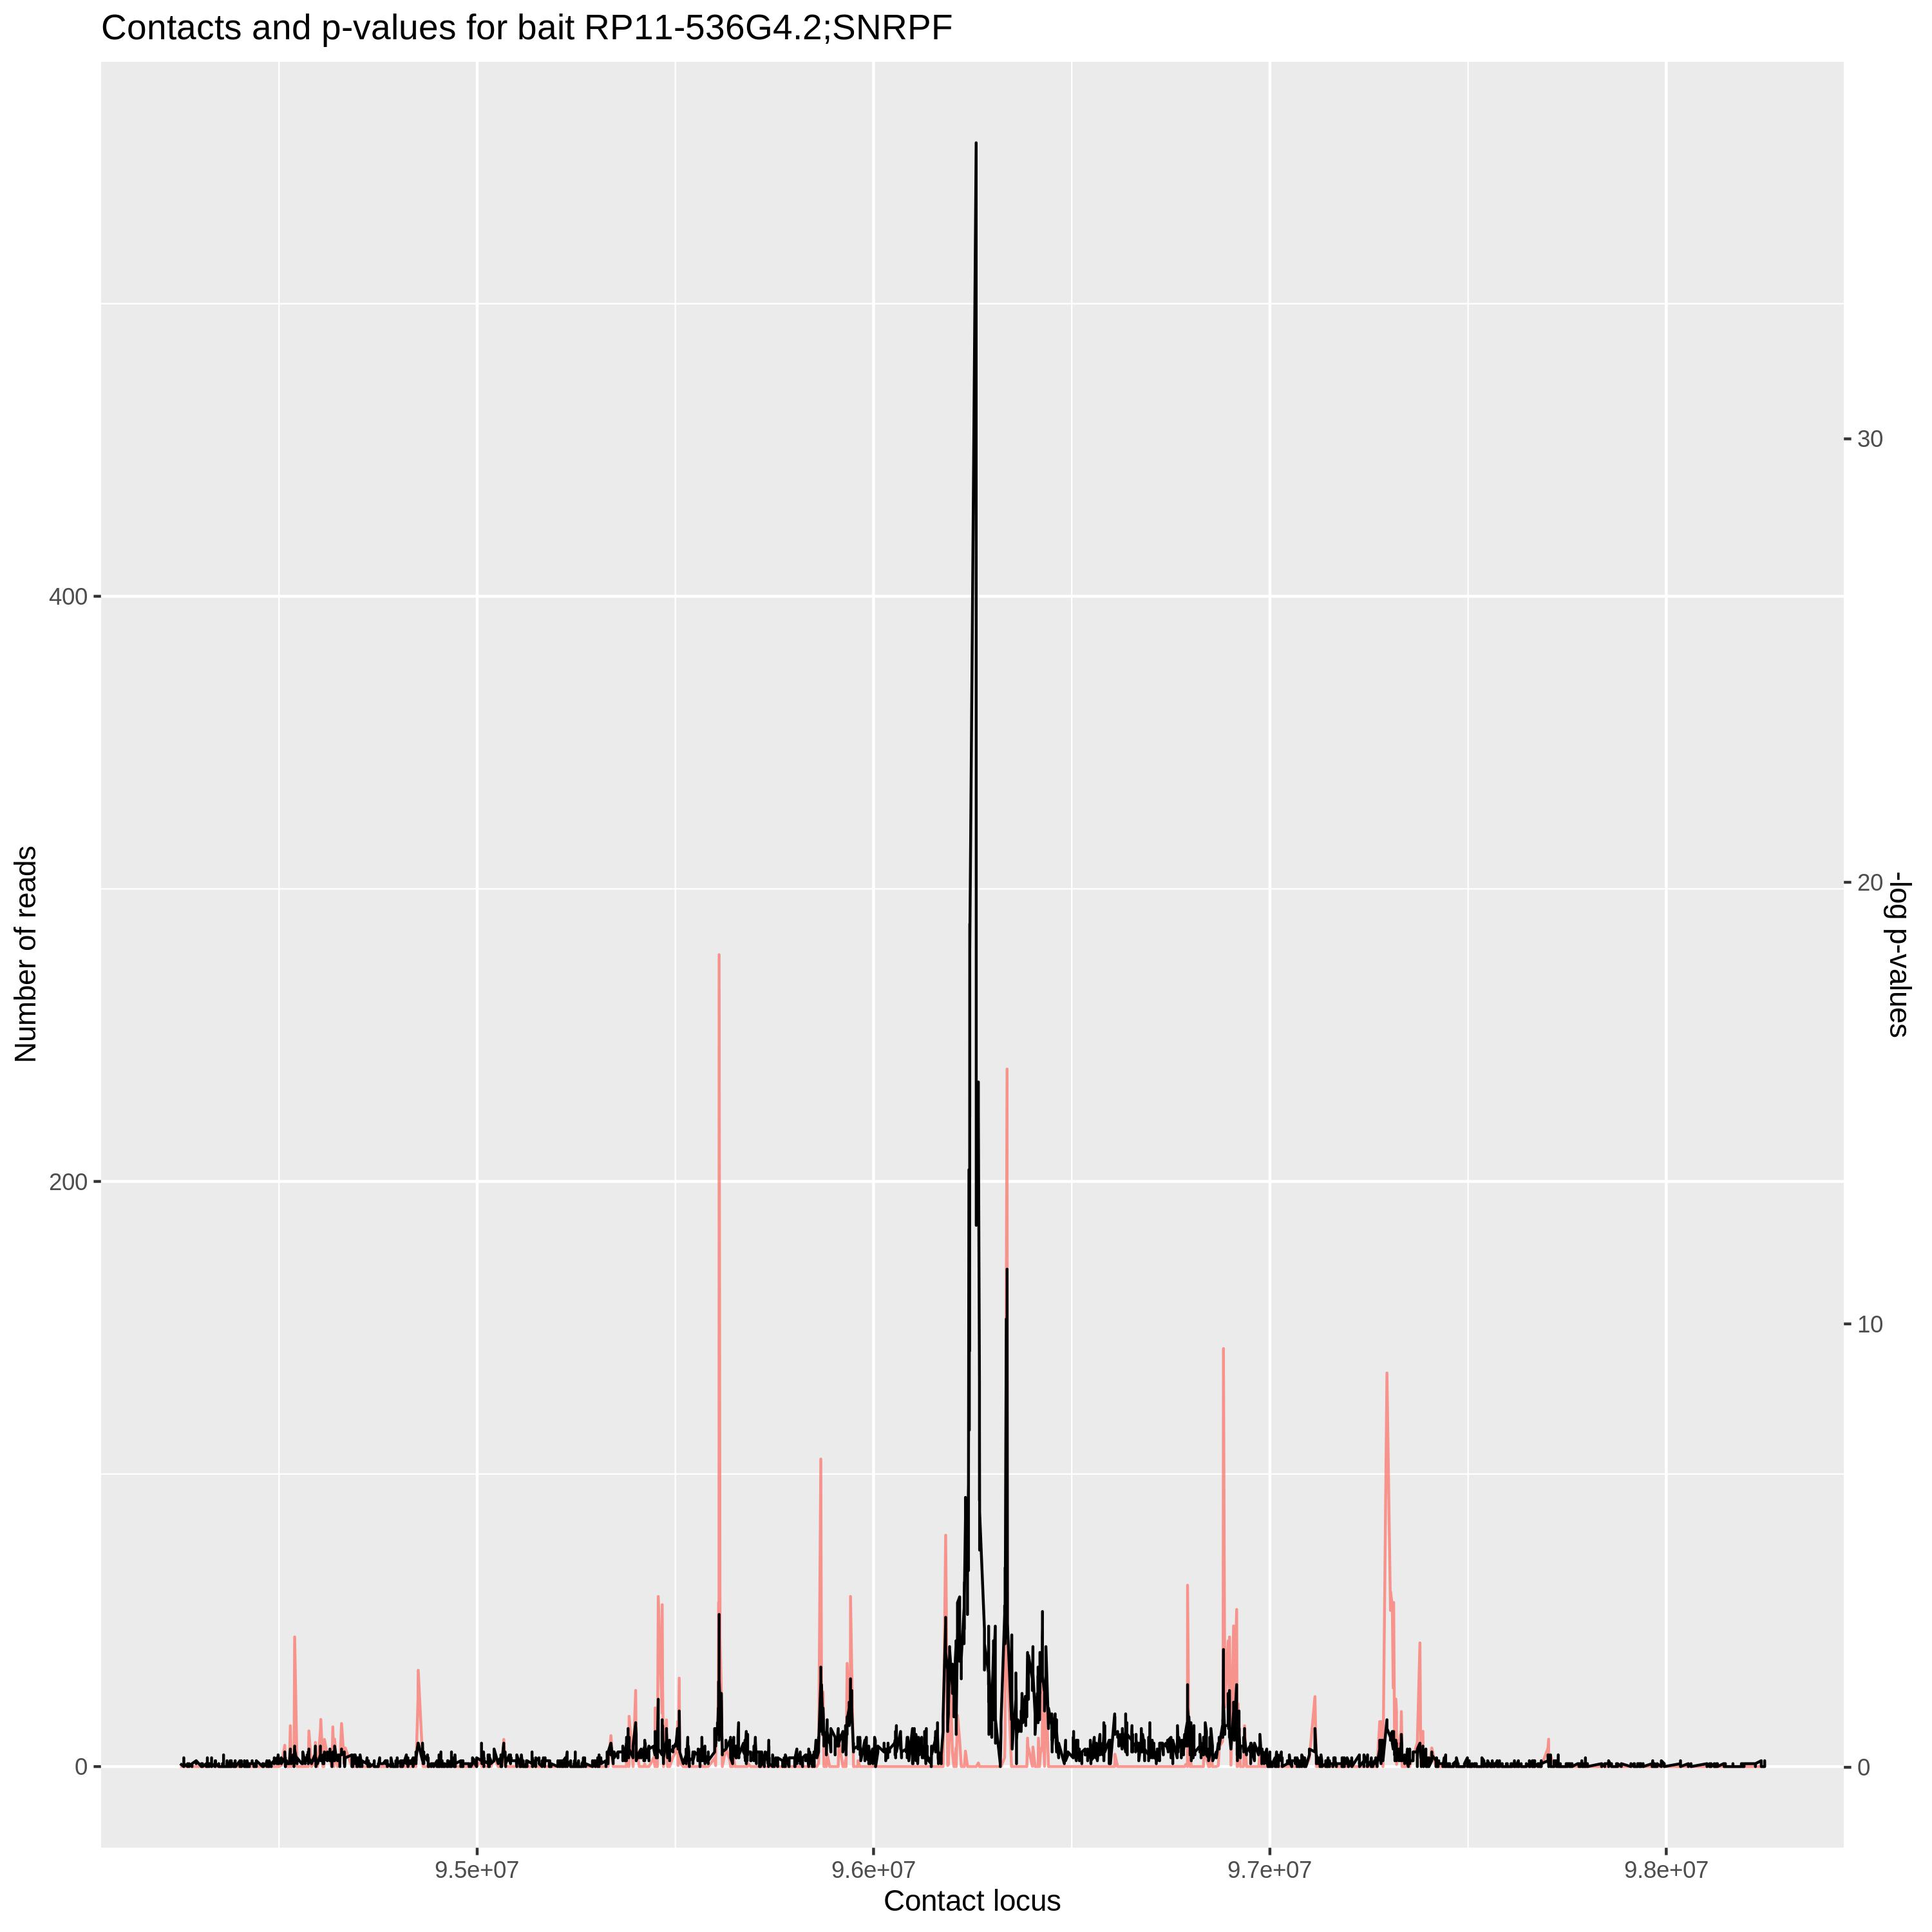 Contacts and p-values for bait RP11-536G4.2;SNRPF
Number of reads
400
200
0
30
20
10
0
-log p-values
9.5e+07 9.6e+07 9.7e+07 9.8e+07
Contact locus